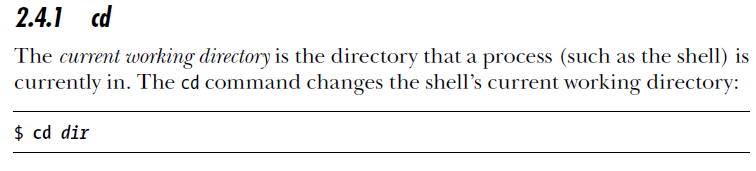 2.4.1 cd
The current working directory is the directory that a process (such as the shell) is
currently in. The cd command changes the shell’s current working directory:
$ cd dir